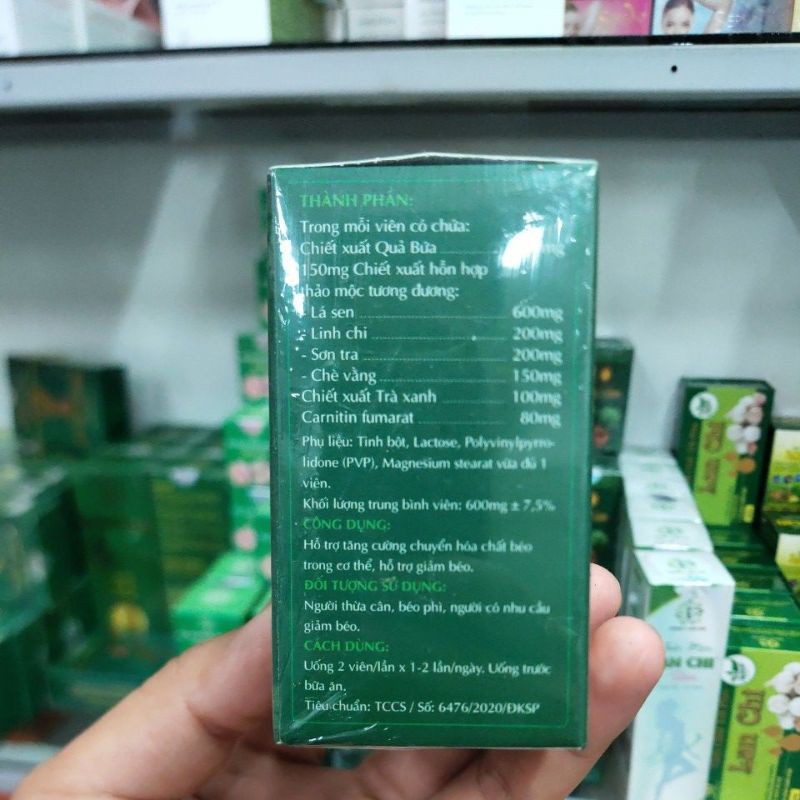 THÀNH PHẦN:
Trong mỗi viên có chứa:
Chiết xuất Quả Bứa mg
150mg Chiết xuất hỗn hợp
thảo mộc tương đương:
- Lá sen 600mg
- Linh chi 200mg
- Sơn tra 200mg
- Chè vằng 150mg
Chiết xuất Trà xanh 100mg
Carnitin fumarat 80mg
Phụ liệu: Tinh bột, Lactose, Polyvinylpyrro-
lidone (PVP), Magnesium stearat vừa đủ 1
viên.
Khối lượng trung bình viên: 600mg ± 7,5%
CÔNG DỤNG:
Hỗ trợ tăng cường chuyển hóa chất béo
trong cơ thể, hỗ trợ giảm béo.
ĐỐI TƯỢNG SỬ DỤNG:
Người thừa cân, béo phì, người có nhu cầu
giảm béo.
CÁCH DÙNG:
Uống 2 viên/lần x 1-2 lần/ngày. Uống trước
bữa ăn.
Tiêu chuẩn: TCCS / Số: 6476/2020/ĐKSP
Lan Chi
Lan Chi